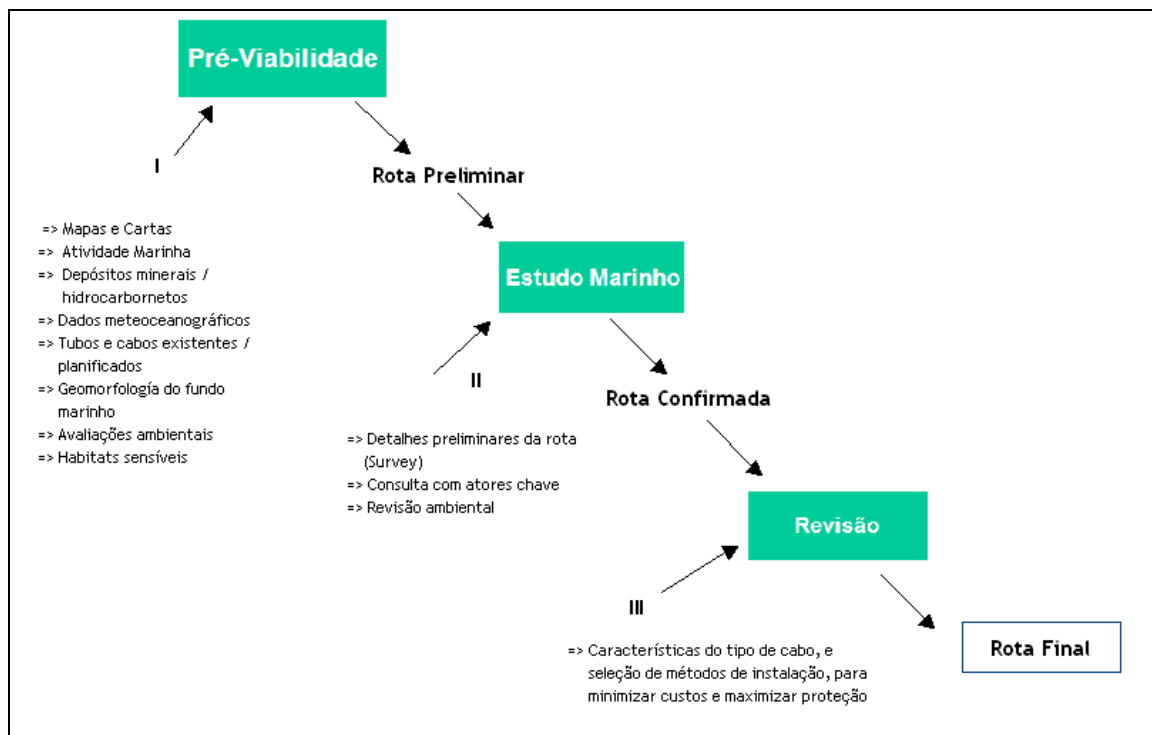 Pré-Viabilidade
I
Rota Preliminar
=> Mapas e Cartas
=> Atividade Marinha
=> Depósitos minerais /
hidrocarbornetos
=> Dados meteoceanográficos
=> Tubos e cabos existentes /
planificados
=> Geomorfología do fundo
marinho
=> Avaliações ambientais
=> Habitats sensíveis
Estudo Marinho
II
Rota Confirmada
=> Detalhes preliminares da rota
(Survey)
=> Consulta com atores chave
=> Revisão ambiental
Revisão
III
=> Características do tipo de cabo, e
seleção de métodos de instalação, para
minimizar custos e maximizar proteção
Rota Final